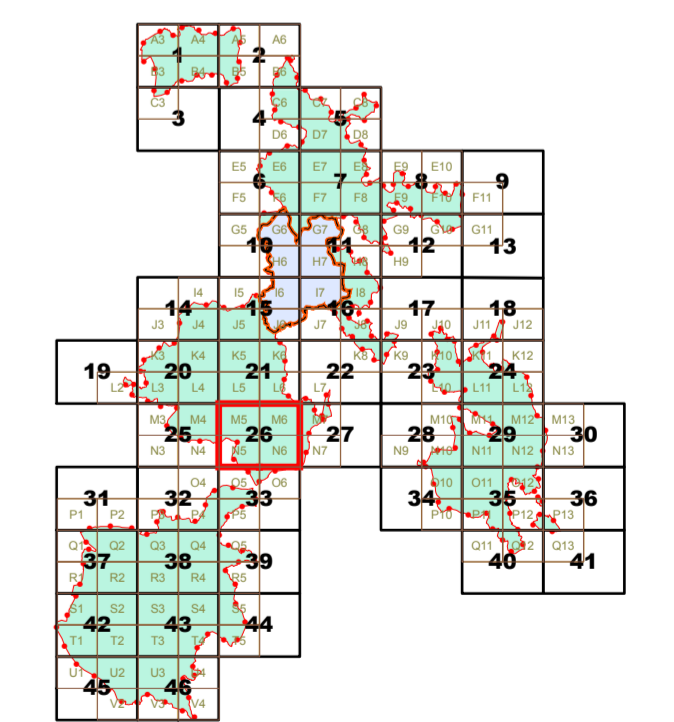 A3 A4 A5 A6
1 2
B3 B4 B5 B6
C3 C6 C7 C8
3 4 5
D6 D7 D8
E5 E6 E7 E8 E9 E10
6 7 8 9
F5 F6 F7 F8 F9 F10 F11
G5 G6 G7 G8 G9 G10 G11
10 11 12 13
H6 H7 H8 H9
I4 I5 I6 I7 I8
14 15 16 17 18
J3 J4 J5 J6 J7 J8 J9 J10 J11 J12
K3 K4 K5 K6 K8 K9 K10 K11 K12
19 20 21 22 23 24
L2 L3 L4 L5 L6 L7 L10 L11 L12
M3 M4 M5 M6 M10 M11 M12 M13
25 26 27 28 29 30
N3 N4 N5 N6 N7 N9 N10 N11 N12 N13
O4 O5 O6 O10 O11 O12
31 32 33 34 35 36
P1 P2 P3 P4 P5 P10 P11 P12 P13
Q1 Q2 Q3 Q4 Q5 Q11 Q12 Q13
37 38 39 40 41
R1 R2 R3 R4 R5
S1 S2 S3 S4 S5
42 43 44
T1 T2 T3 T4 T5
U1 U2 U3 U4
45 46
V2 V3 V4